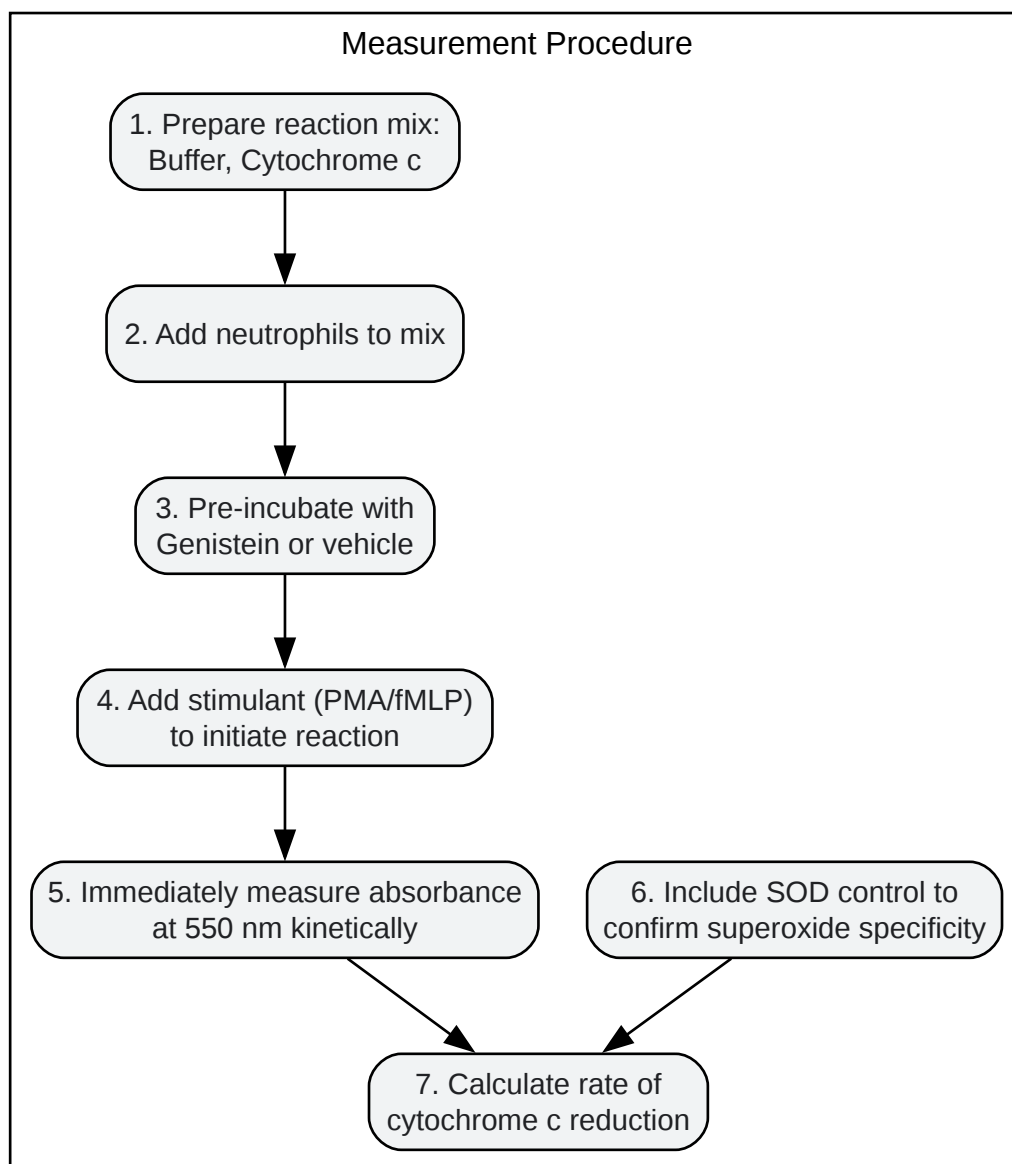 Measurement Procedure
1. Prepare reaction mix:
Buffer, Cytochrome c
2. Add neutrophils to mix
3. Pre-incubate with
Genistein or vehicle
4. Add stimulant (PMA/fMLP)
to initiate reaction
5. Immediately measure absorbance
at 550 nm kinetically
6. Include SOD control to
confirm superoxide specificity
7. Calculate rate of
cytochrome c reduction